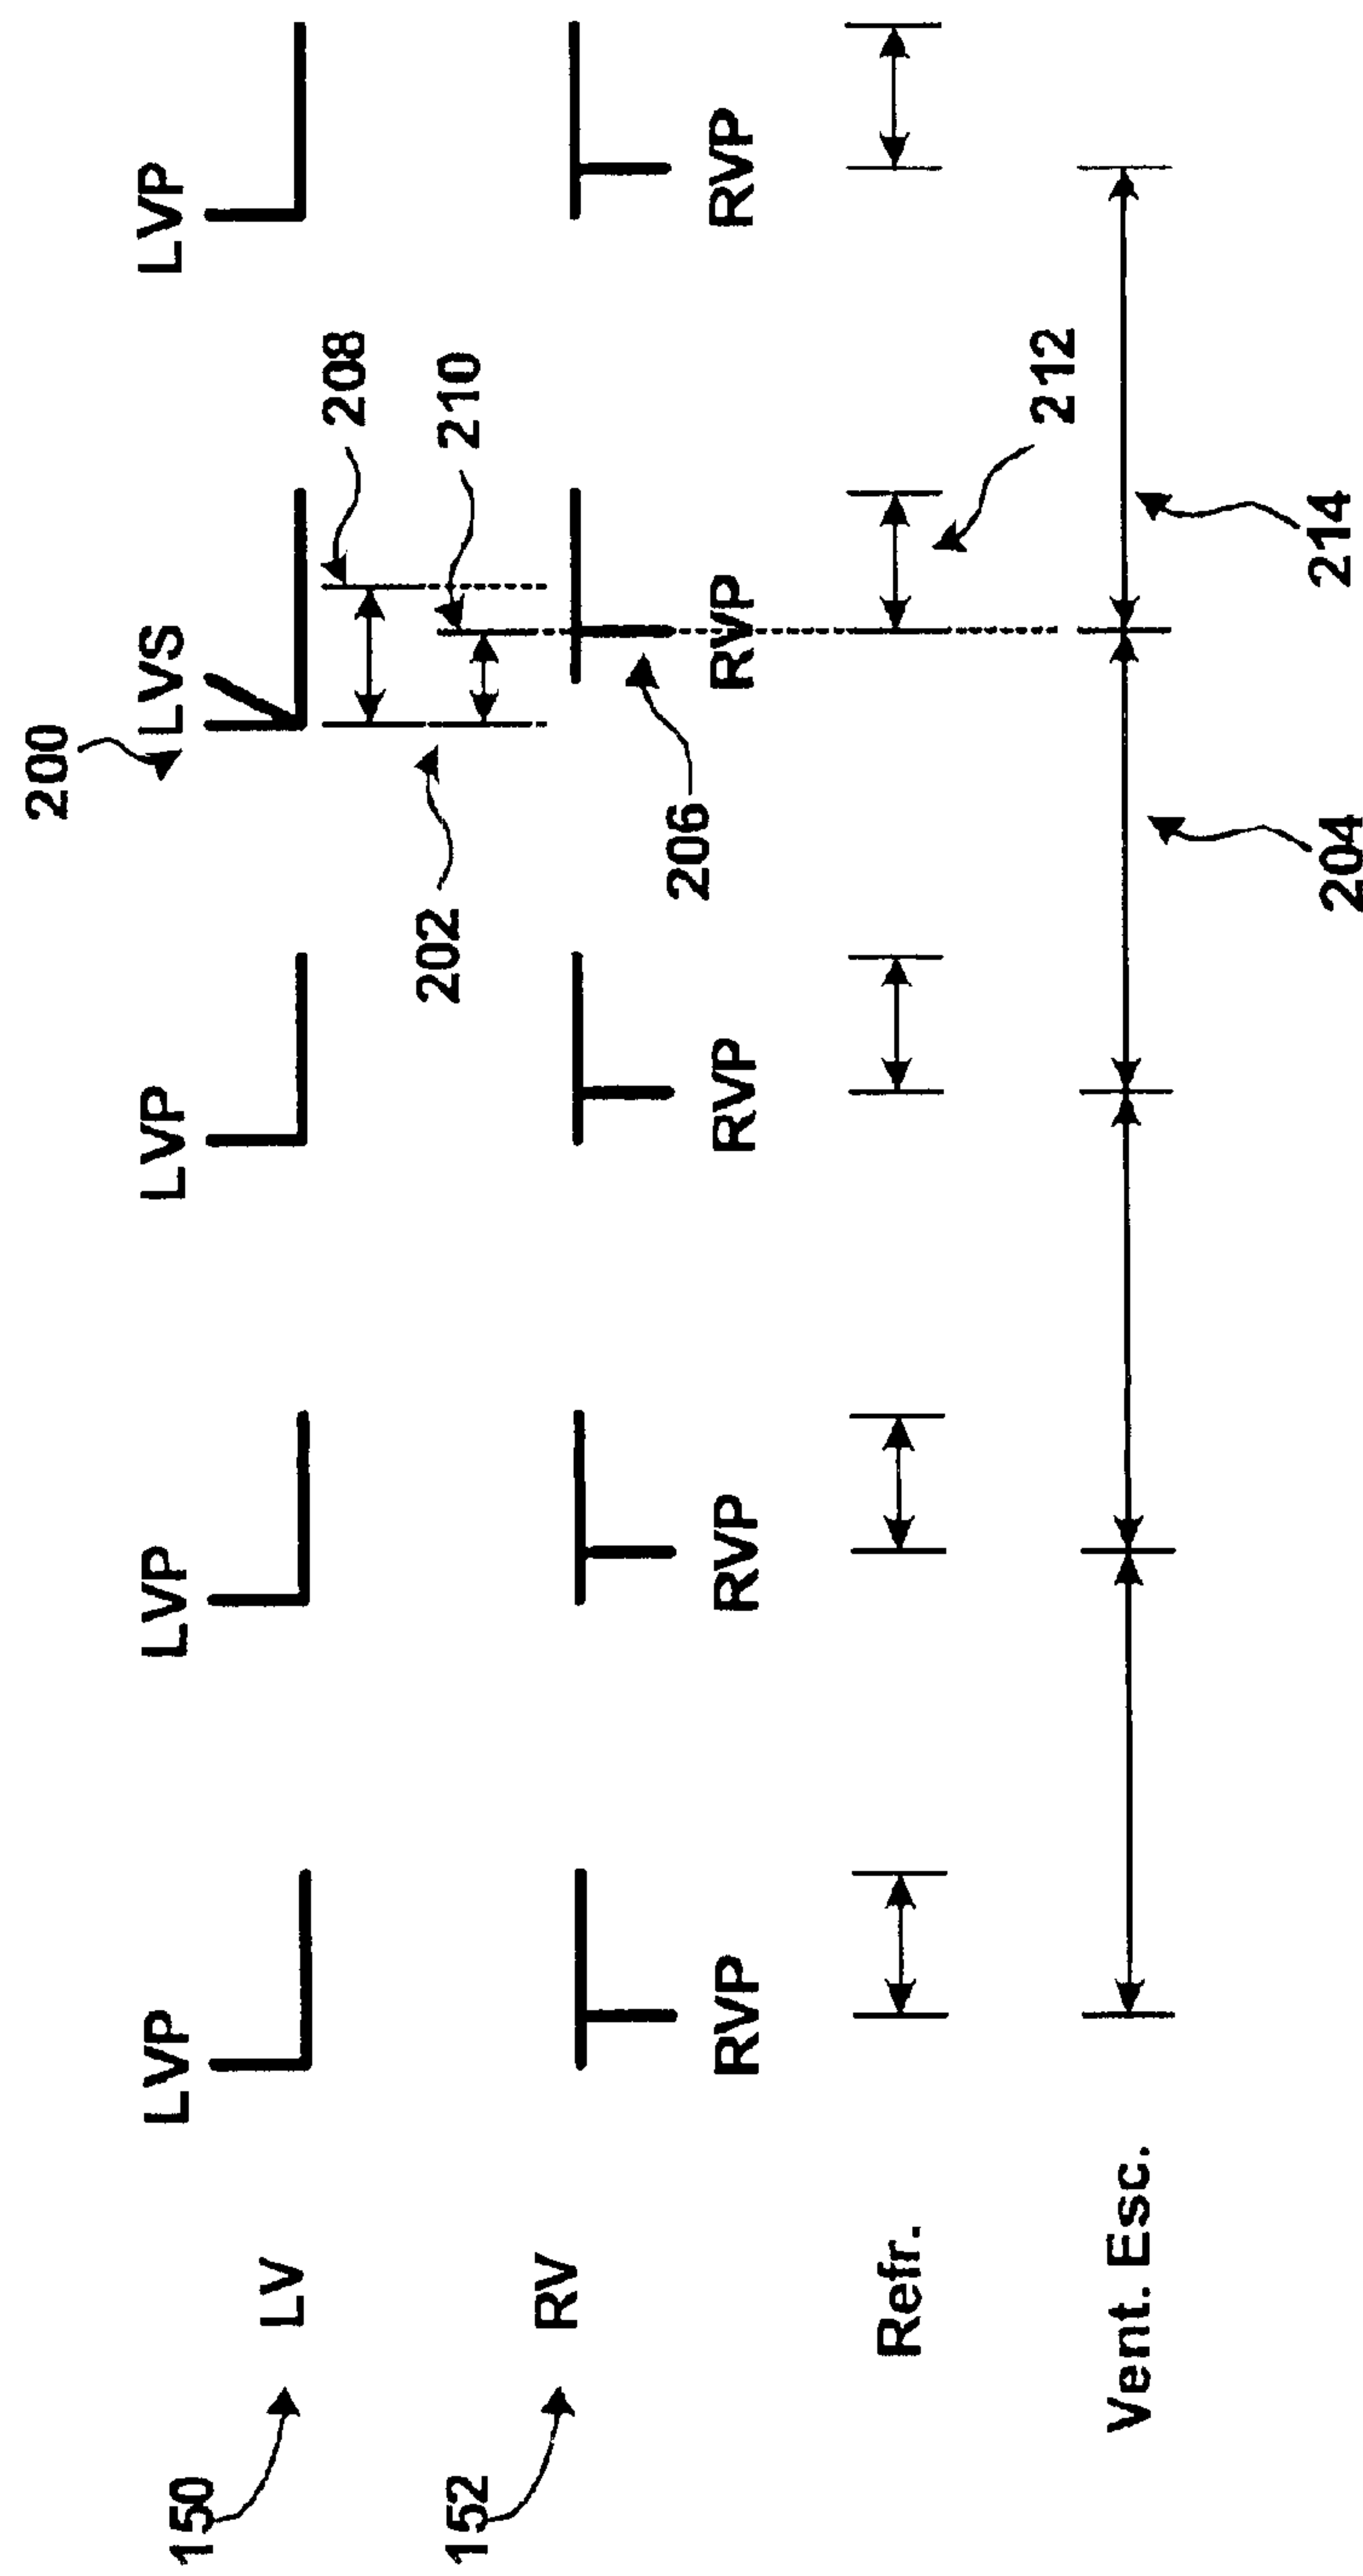 200
LVP LVP LVP LVS LVP
150 LV
208
202 210
152 RV
206
RVP RVP RVP RVP RVP
Refr.
212
Vent. Esc.
204 214